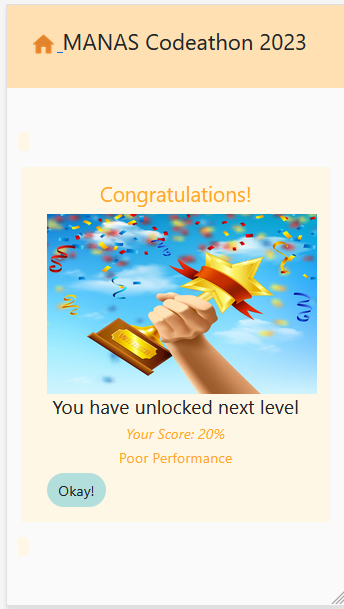 MANAS Codeathon 2023
Congratulations!
You have unlocked next level
Your Score: 20%
Poor Performance
Okay!